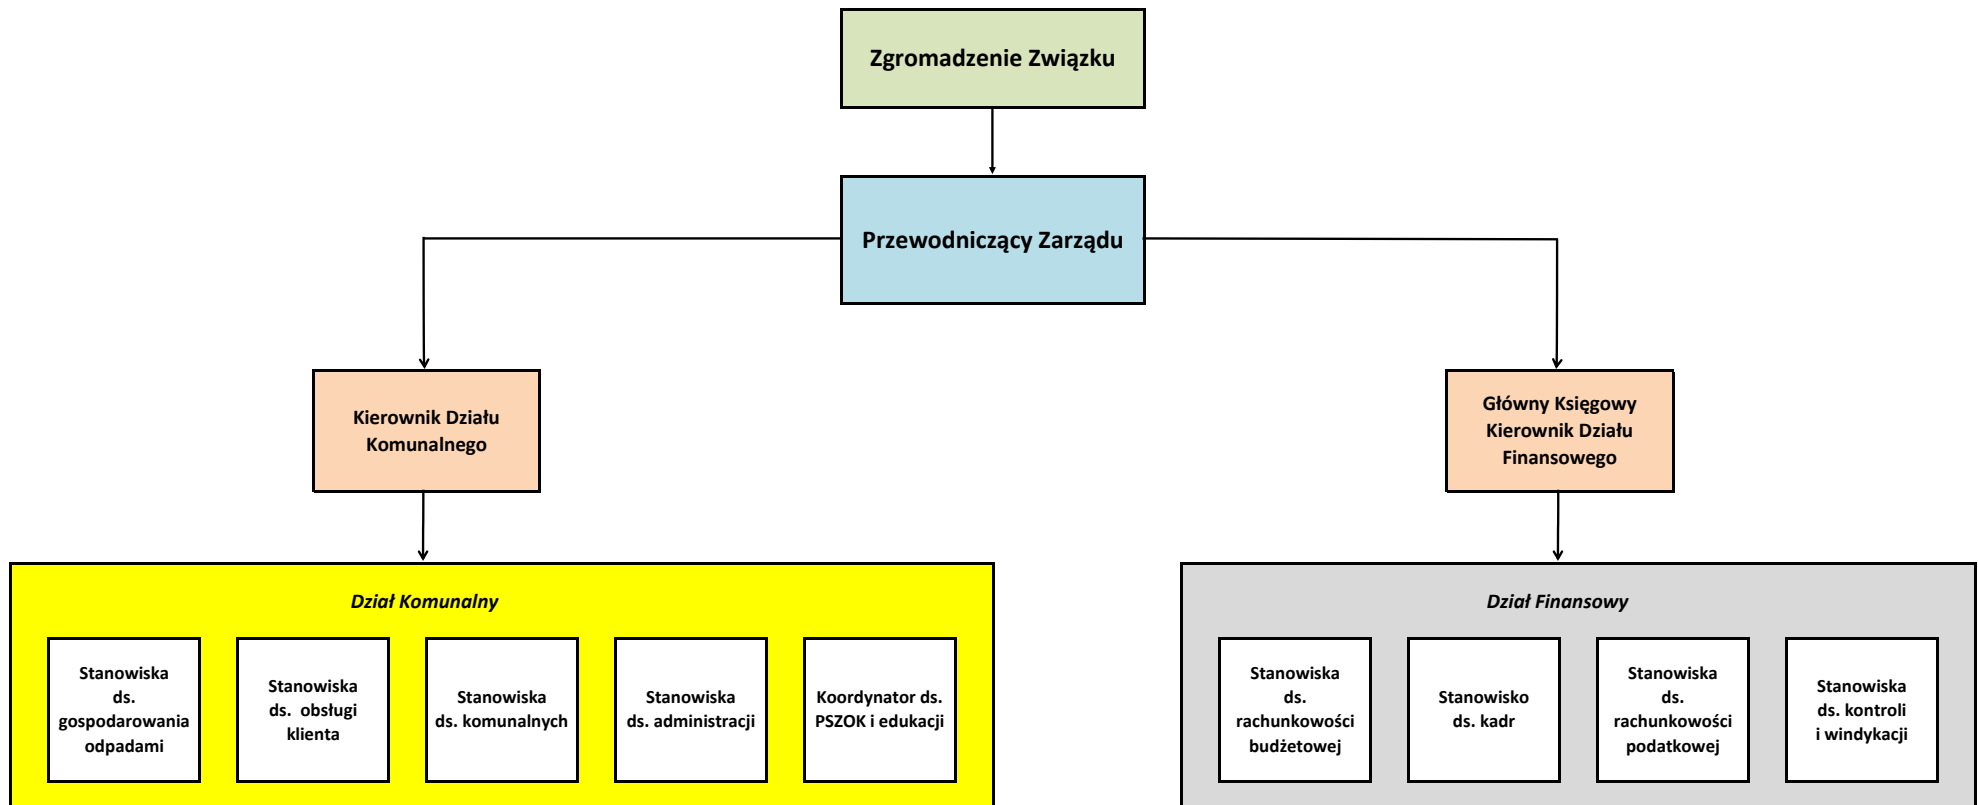 Zgromadzenie Związku
Przewodniczący Zarządu
Kierownik Działu
Komunalnego
Główny Księgowy
Kierownik Działu
Finansowego
Dział Komunalny
Stanowiska
ds.
gospodarowania
odpadami
Stanowiska
ds. obsługi
klienta
Stanowiska
ds. komunalnych
Stanowiska
ds. administracji
Koordynator ds.
PSZOK i edukacji
Dział Finansowy
Stanowiska
ds.
rachunkowości
budżetowej
Stanowisko
ds. kadr
Stanowiska
ds.
rachunkowości
podatkowej
Stanowiska
ds. kontroli
i windykacji